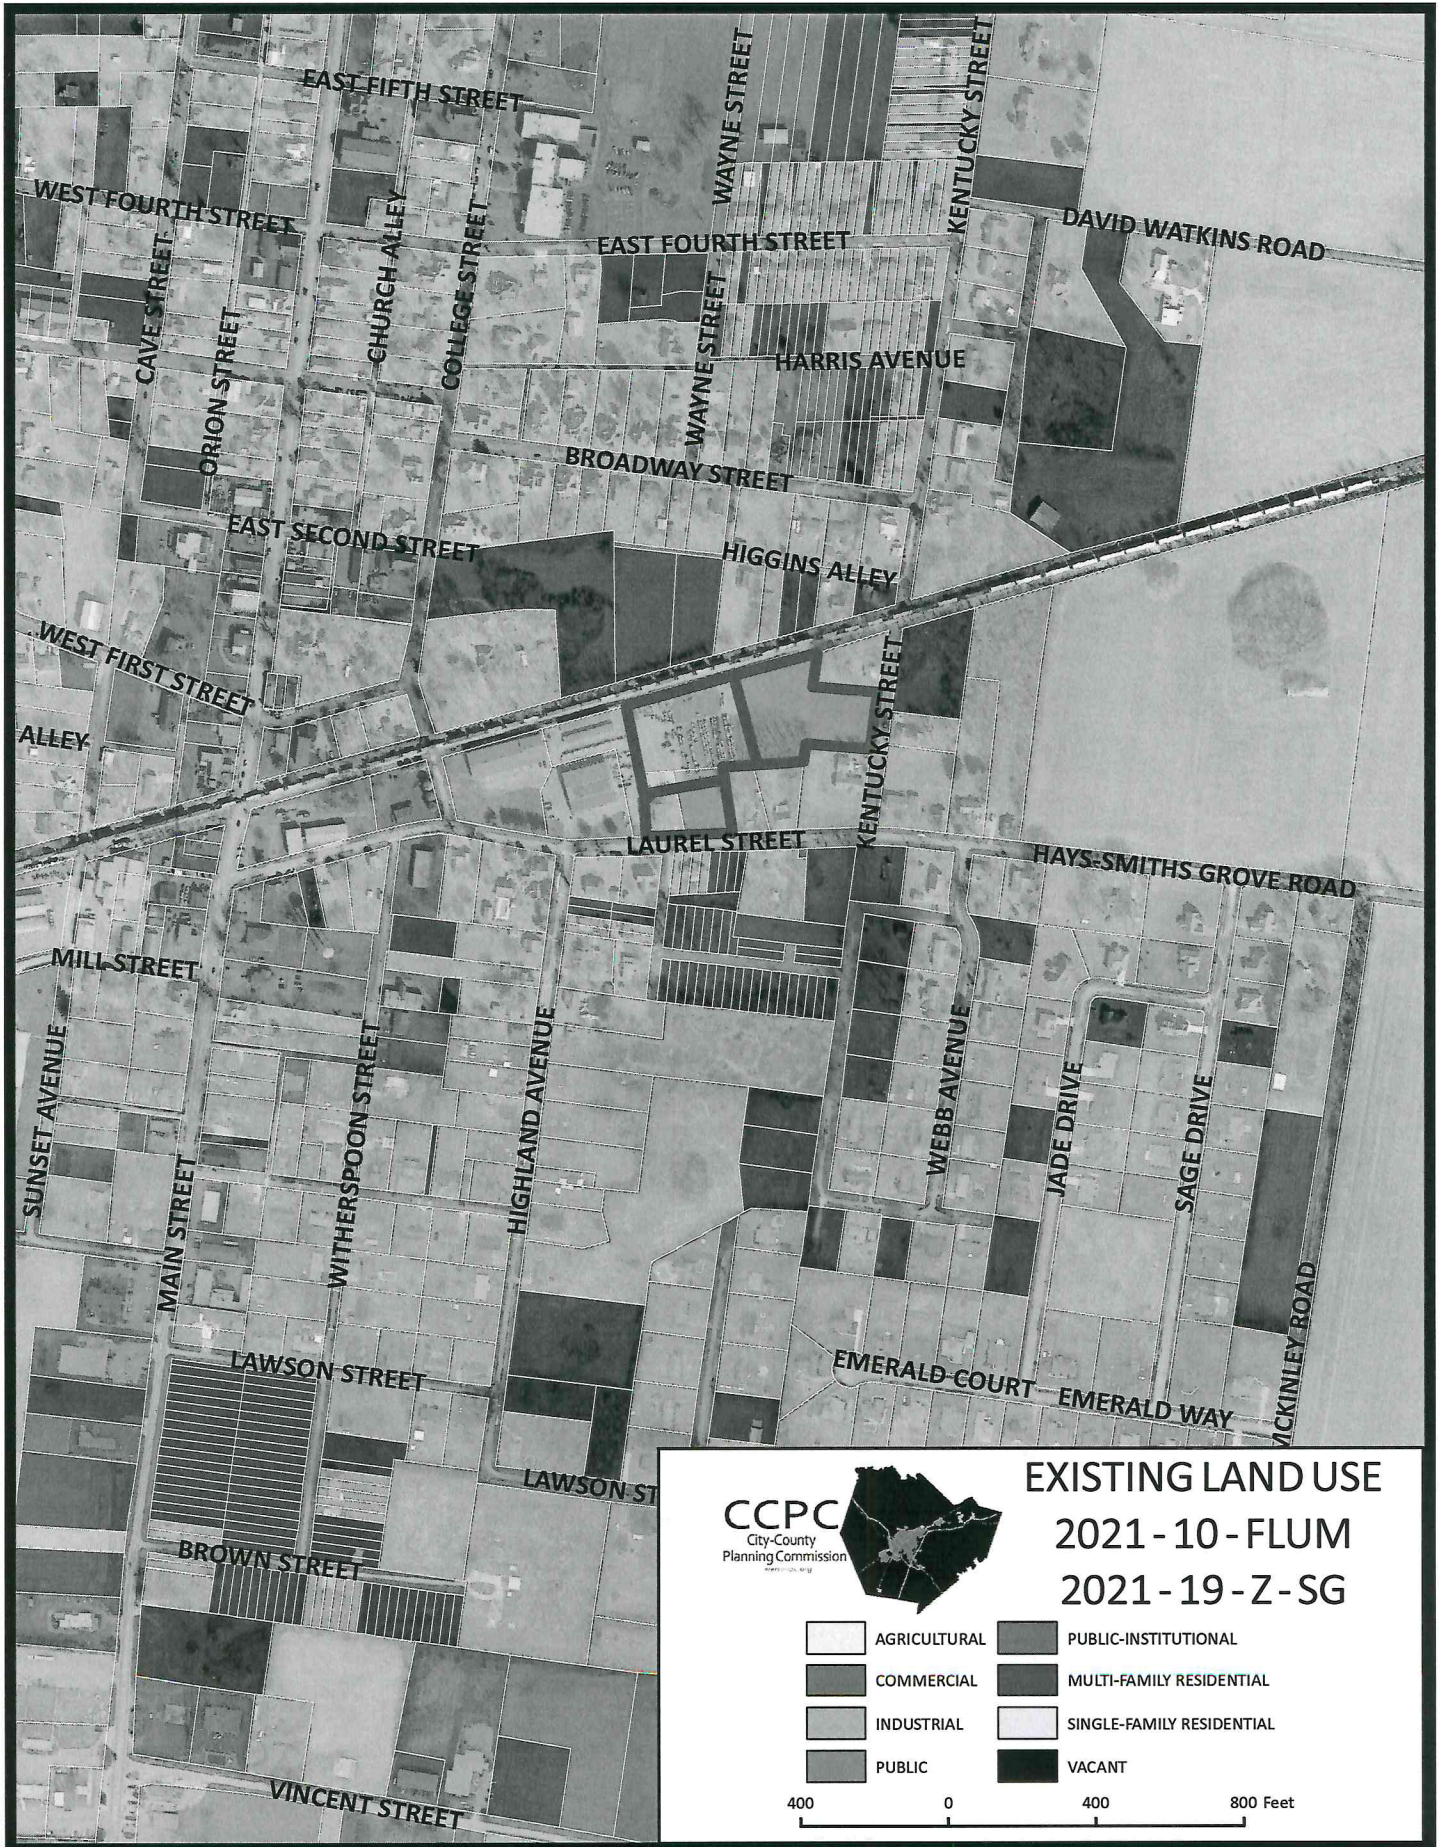 EAST FIFTH STREET
WAYNE STREET
KENTUCKY STREET
WEST FOURTH STREET
CAVE STREET
CHURCH ALLEY
COLLEGE STREET
EAST FOURTH STREET
DAVID WATKINS ROAD
ORION STREET
WAYNE STREET
HARRIS AVENUE
BROADWAY STREET
EAST SECOND STREET
HIGGINS ALLEY
WEST FIRST STREET
ALLEY
KENTUCKY STREET
LAUREL STREET
HAYS-SMITHS GROVE ROAD
MILL STREET
SUNSET AVENUE
MAIN STREET
WITHERSPOON STREET
HIGHLAND AVENUE
WEBB AVENUE
JADE DRIVE
SAGE DRIVE
MCKINLEY ROAD
LAWSON STREET
EMERALD COURT
EMERALD WAY
LAWSON ST
BROWN STREET
VINCENT STREET
CCPC
City-County
Planning Commission
EXISTING LAND USE
2021-10-FLUM
2021-19-Z-SG
AGRICULTURAL
COMMERCIAL
INDUSTRIAL
PUBLIC
PUBLIC-INSTITUTIONAL
MULTI-FAMILY RESIDENTIAL
SINGLE-FAMILY RESIDENTIAL
VACANT
400 0 400 800 Feet